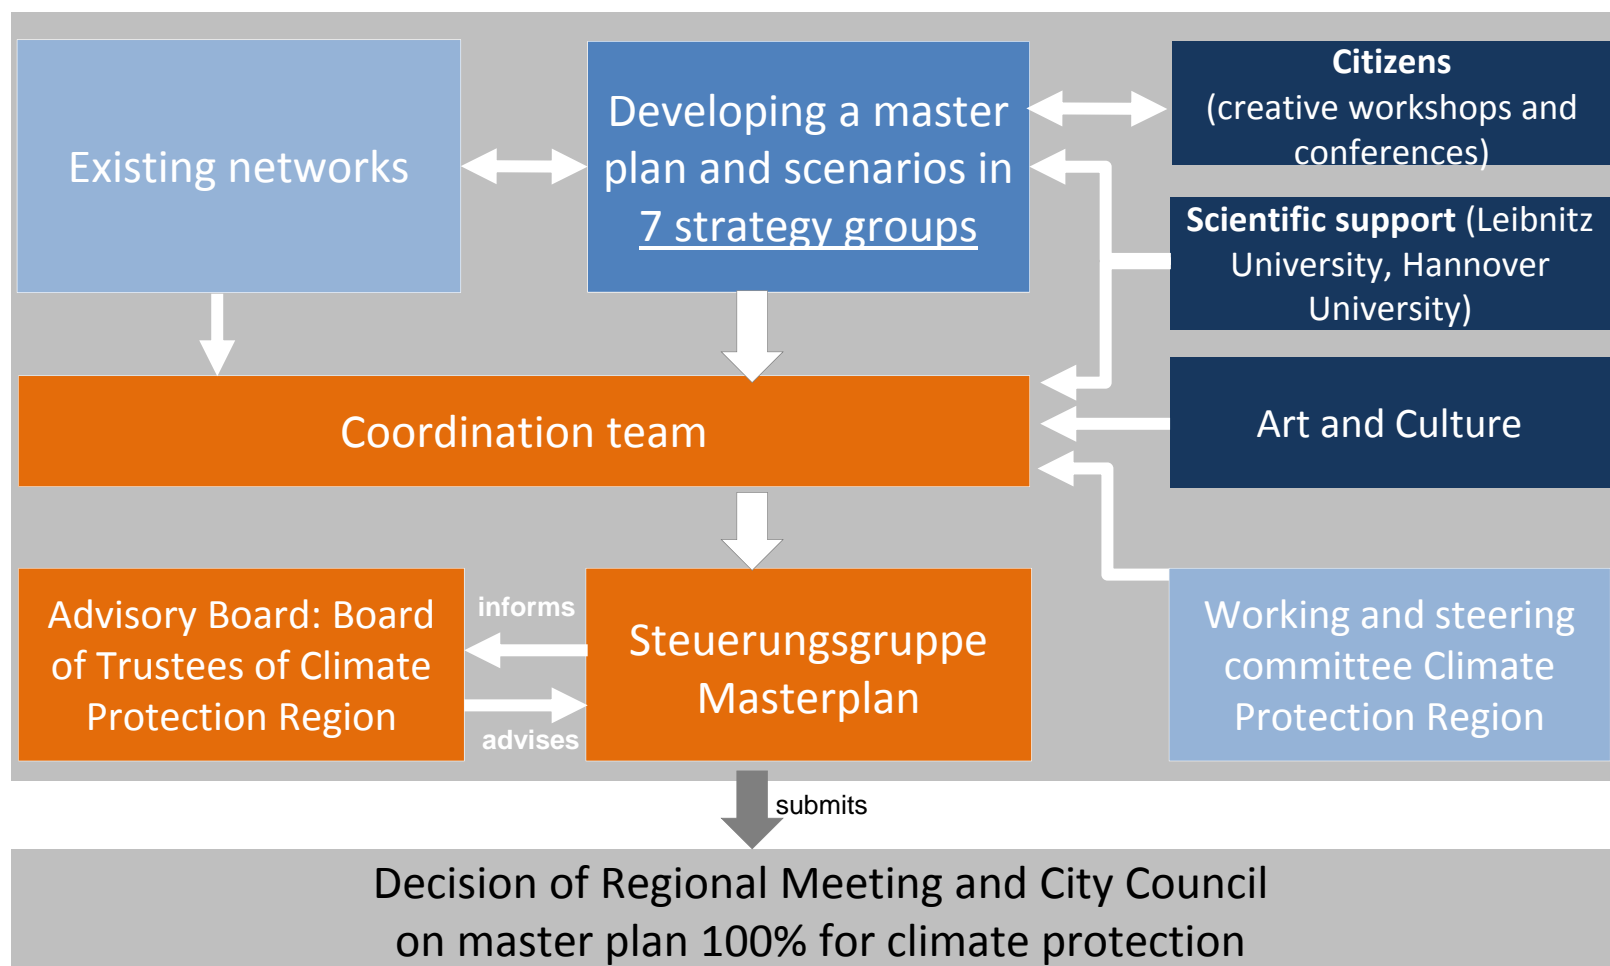 Existing networks
Developing a master
plan and scenarios in
7 strategy groups
Citizens
(creative workshops and
conferences)
Scientific support (Leibnitz
University, Hannover
University)
Coordination team
Art and Culture
Advisory Board: Board
of Trustees of Climate
Protection Region
informs
advises
Steuerungsgruppe
Masterplan
Working and steering
committee Climate
Protection Region
submits
Decision of Regional Meeting and City Council
on master plan 100% for climate protection